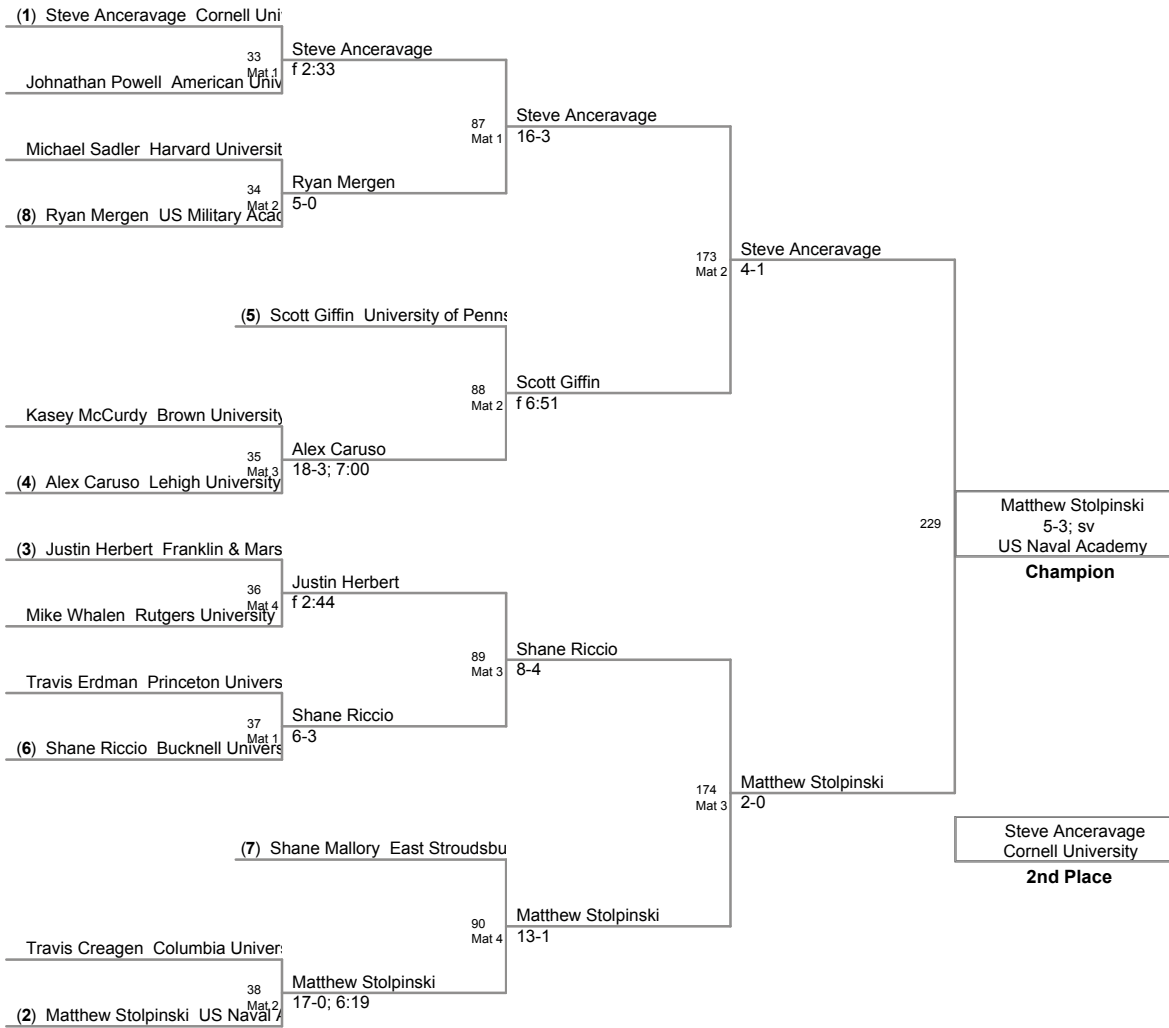 (1) Steve Anceravage Cornell Uni
33
Mat 1
Steve Anceravage
f 2:33
Johnathan Powell American Univ
87
Mat 1
Steve Anceravage
16-3
Michael Sadler Harvard Universit
34
Mat 2
Ryan Mergen
5-0
(8) Ryan Mergen US Military Acad
173
Mat 2
Steve Anceravage
4-1
(5) Scott Giffin University of Penns
88
Mat 2
Scott Giffin
f 6:51
Kasey McCurdy Brown University
35
Mat 3
Alex Caruso
18-3; 7:00
(4) Alex Caruso Lehigh University
229
Matthew Stolpinski
5-3; sv
US Naval Academy
Champion
(3) Justin Herbert Franklin & Mars
36
Mat 4
Justin Herbert
f 2:44
Mike Whalen Rutgers University
89
Mat 3
Shane Riccio
8-4
Travis Erdman Princeton Univers
37
Mat 1
Shane Riccio
6-3
(6) Shane Riccio Bucknell Univers
174
Mat 3
Matthew Stolpinski
2-0
Steve Anceravage
Cornell University
2nd Place
(7) Shane Mallory East Stroudsbu
90
Mat 4
Matthew Stolpinski
13-1
Travis Creagen Columbia Univers
38
Mat 2
Matthew Stolpinski
17-0; 6:19
(2) Matthew Stolpinski US Naval A